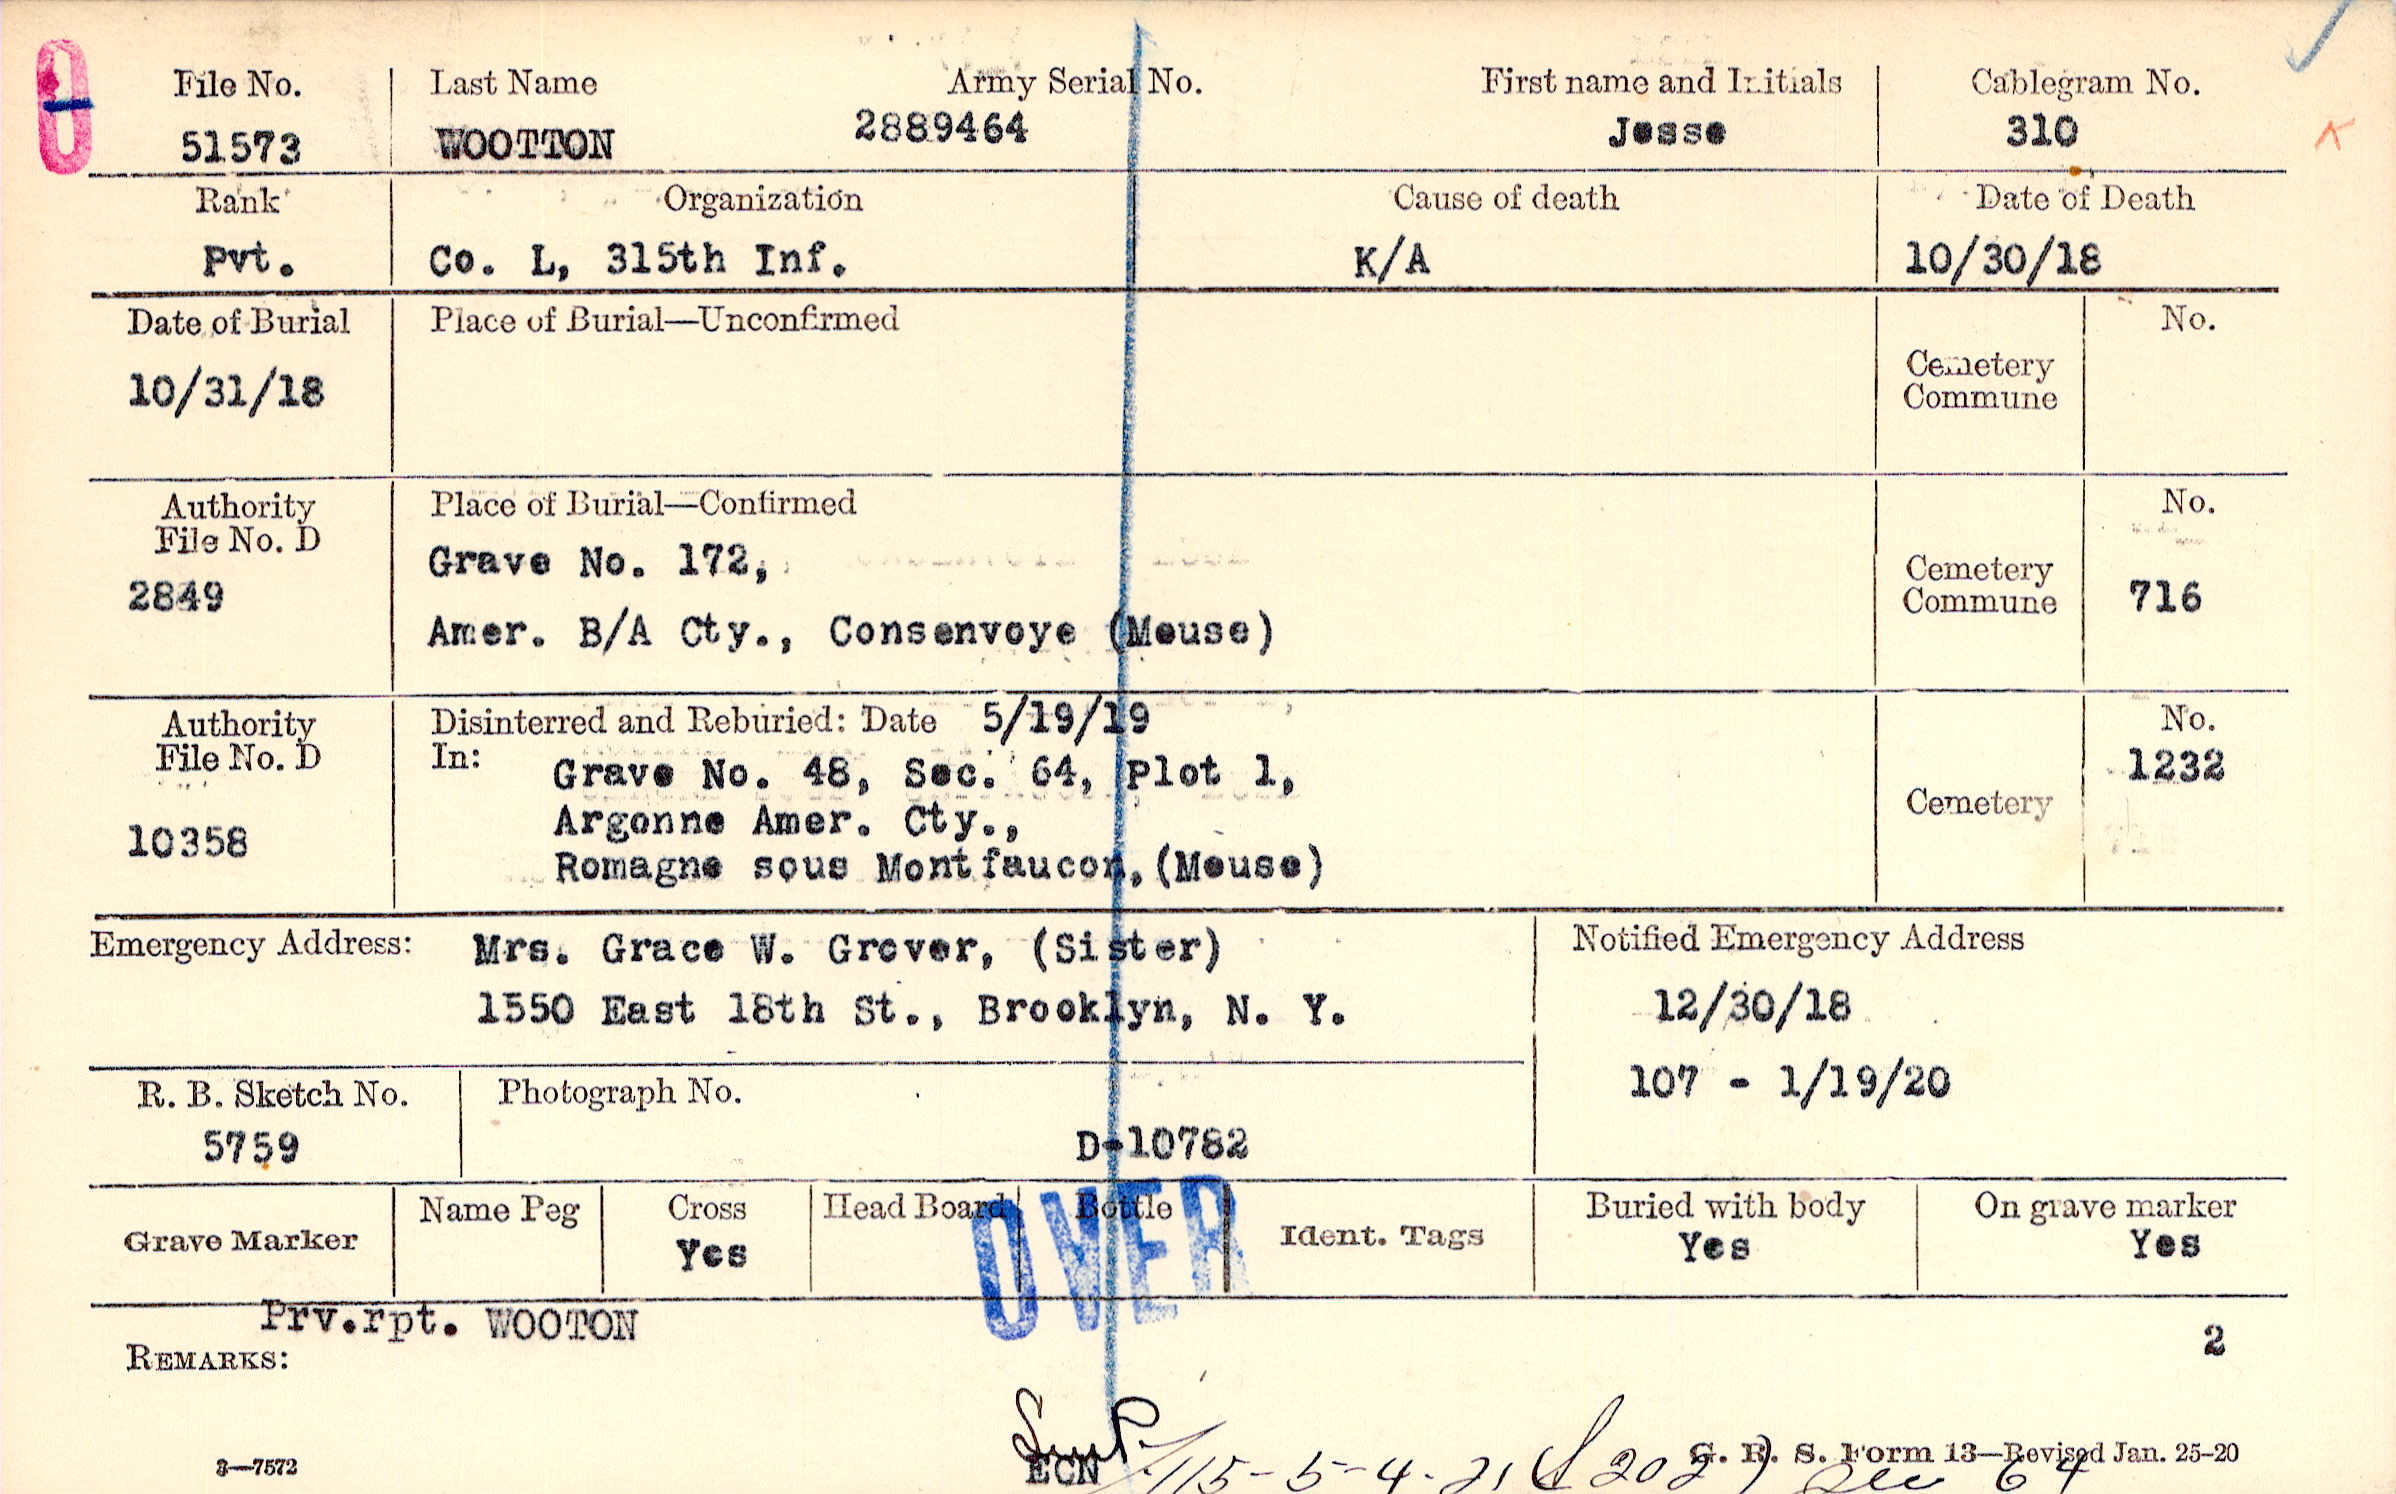 File No. Last Name Army Serial No. First name and Initials Cablegram No.
51573 WOOTTON 2889464 Jesse 310
Rank Organization Cause of death Date of Death
Pvt. Co. L, 315th Inf. K/A 10/30/18
Date of Burial Place of Burial—Unconfirmed No.
10/31/18 Cemetery
Commune
Authority Place of Burial—Confirmed No.
File No. D
2849 Grave No. 172, Cemetery
Commune 716
Amer. B/A Cty., Consenvoye (Meuse)
Authority Disinterred and Reburied: Date 5/19/19 No.
File No. D In: Grave No. 48, Sec. 64, Plot 1, 1232
Argonne Amer. Cty., Cemetery
10358 Romagne sous Montfaucon, (Meuse)
Emergency Address: Mrs. Grace W. Grover, (Sister) Notified Emergency Address
1550 East 18th St., Brooklyn, N. Y. 12/30/18
107 - 1/19/20
R. B. Sketch No. Photograph No.
5759 D-10782
Grave Marker Name Peg Cross Head Board Bottle Ident. Tags Buried with body On grave marker
Yes Yes Yes
OVER
Prv.rpt. WOOTON 2
REMARKS:
3—7572 ECN G. R. S. Form 13—Revised Jan. 25-20
115-5-4-21 64